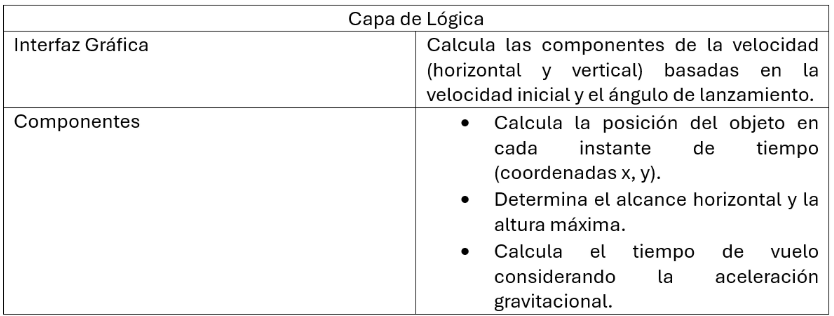 Capa de Lógica
Interfaz Gráfica
Calcula las componentes de la velocidad
(horizontal y vertical) basadas en la
velocidad inicial y el ángulo de lanzamiento.
Componentes
• Calcula la posición del objeto en
cada instante de tiempo
(coordenadas x, y).
• Determina el alcance horizontal y la
altura máxima.
• Calcula el tiempo de vuelo
considerando la aceleración
gravitacional.